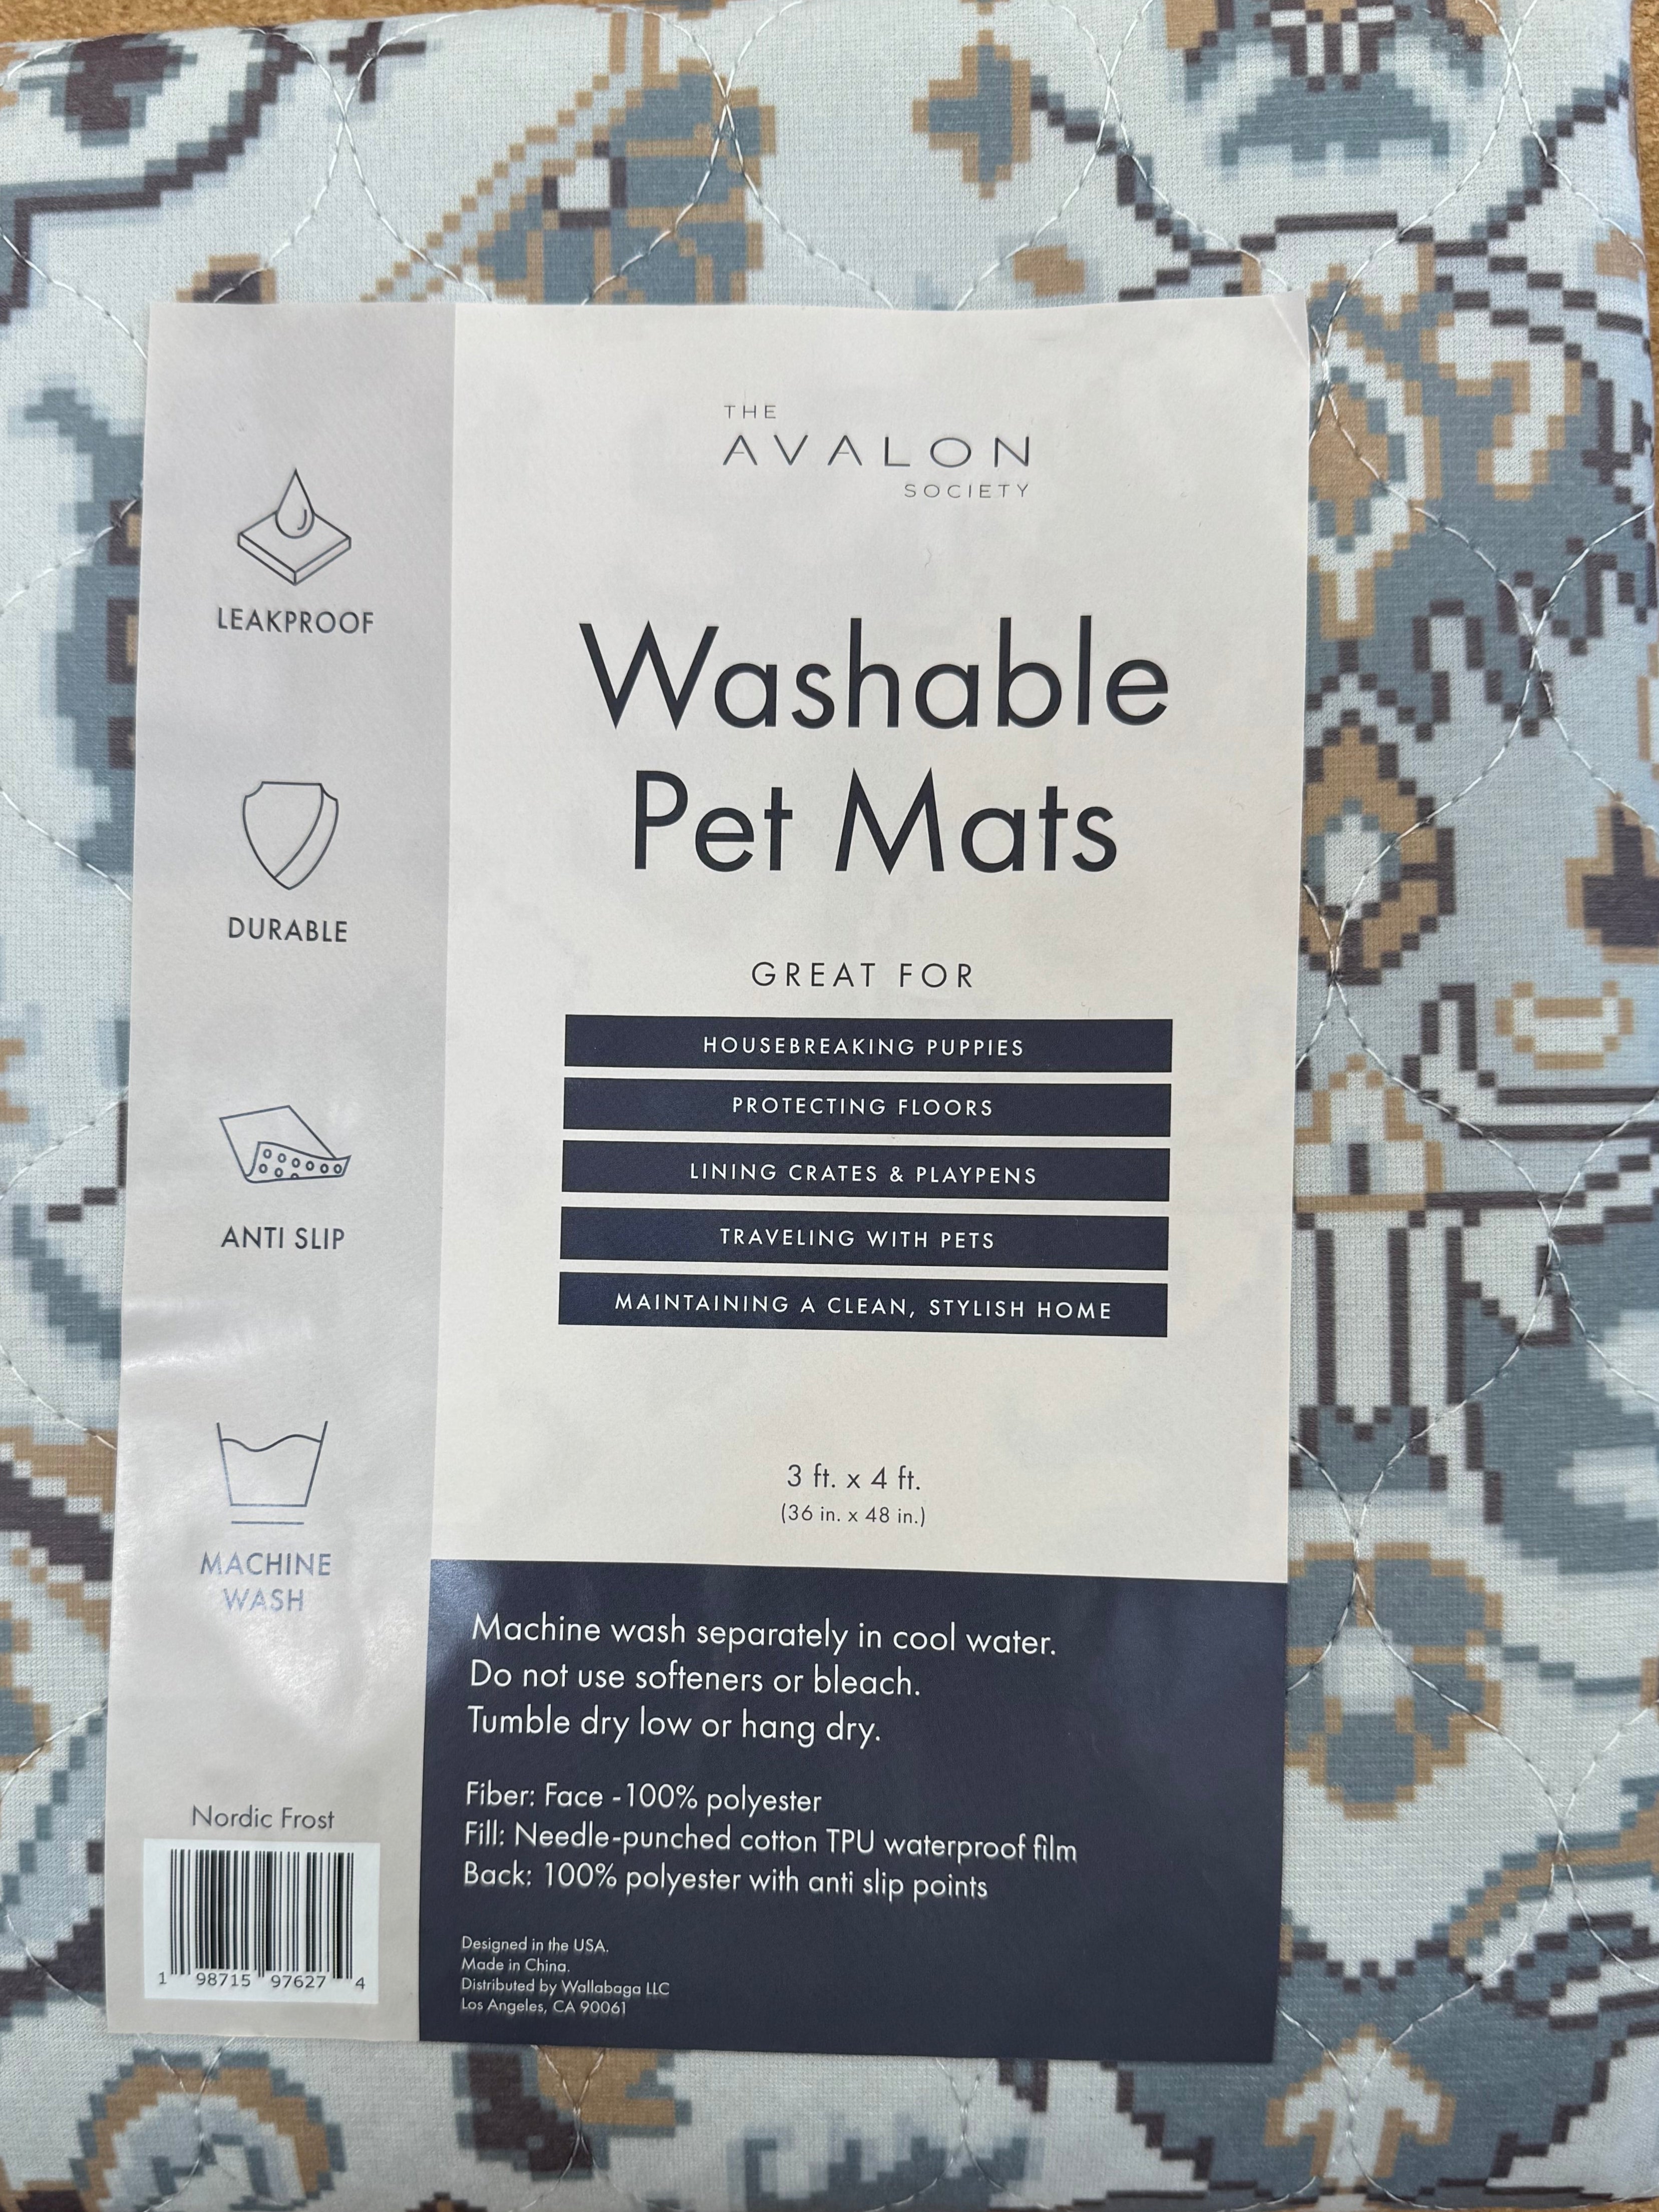 THE
AVALON
SOCIETY
LEAKPROOF
DURABLE
ANTI SLIP
MACHINE
WASH
Nordic Frost
1 98715 97627 4
Washable
Pet Mats
GREAT FOR
HOUSEBREAKING PUPPIES
PROTECTING FLOORS
LINING CRATES & PLAYPENS
TRAVELING WITH PETS
MAINTAINING A CLEAN, STYLISH HOME
3 ft. x 4 ft.
(36 in. x 48 in.)
Machine wash separately in cool water.
Do not use softeners or bleach.
Tumble dry low or hang dry.
Fiber: Face -100% polyester
Fill: Needle-punched cotton TPU waterproof film
Back: 100% polyester with anti slip points
Designed in the USA.
Made in China.
Distributed by Wallabaga LLC
Los Angeles, CA 90061